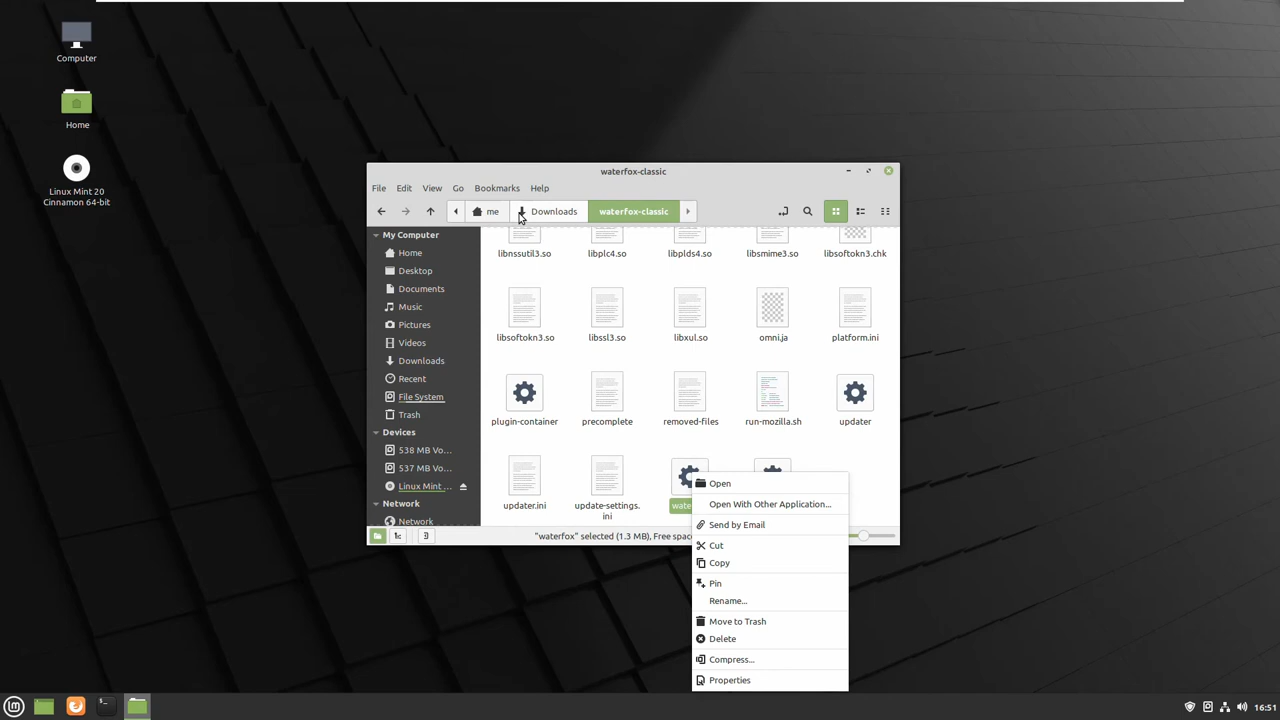 Computer
Home
Linux Mint 20
Cinnamon 64-bit
waterfox-classic
File Edit View Go Bookmarks Help
me Downloads waterfox-classic
My Computer
Home
Desktop
Documents
Music
Pictures
Videos
Downloads
Recent
File System
Trash
Devices
538 MB Vo...
537 MB Vo...
Linux Mint ...
Network
Network
libnssutil3.so libplc4.so libplds4.so libsmime3.so libsoftokn3.chk
libsoftokn3.so libssl3.so libxul.so omni.ja platform.ini
plugin-container precomplete removed-files run-mozilla.sh updater
updater.ini update-settings.
ini
"waterfox" selected (1.3 MB), Free spac
Open
Open With Other Application...
Send by Email
Cut
Copy
Pin
Rename...
Move to Trash
Delete
Compress...
Properties
16:51